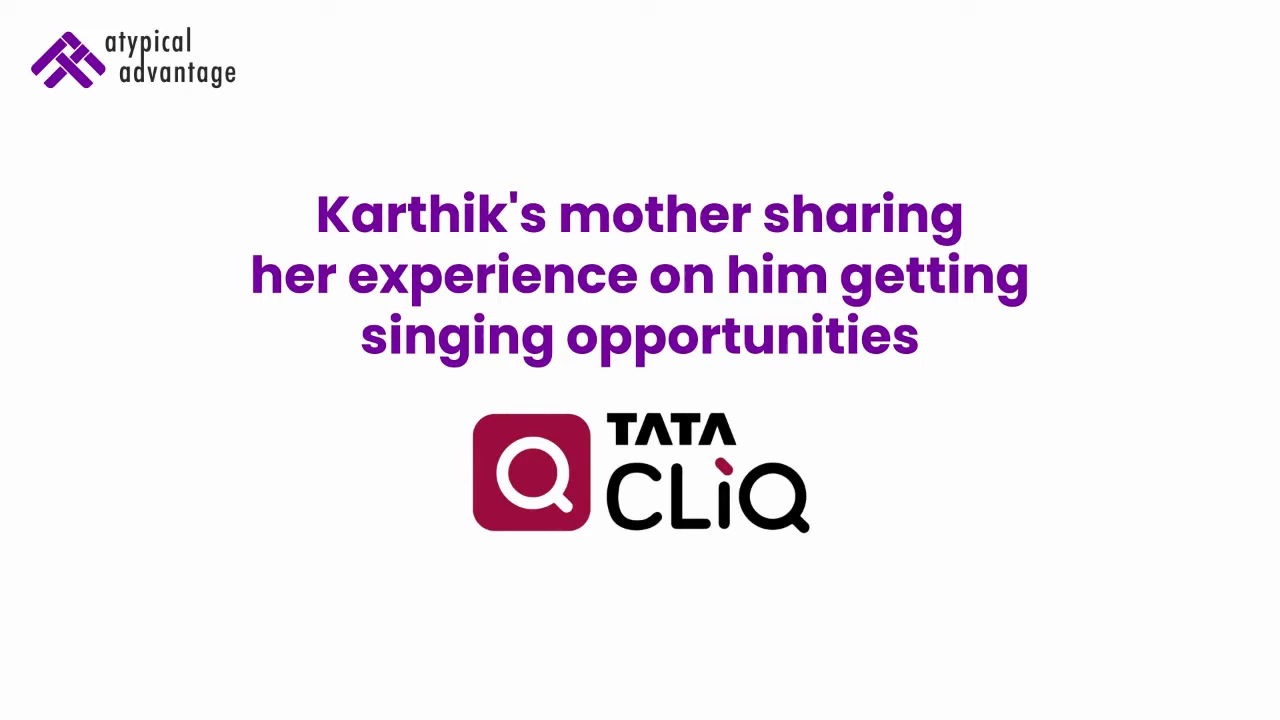 atypical
advantage
Karthik's mother sharing
her experience on him getting
singing opportunities
TATA
CLiQ